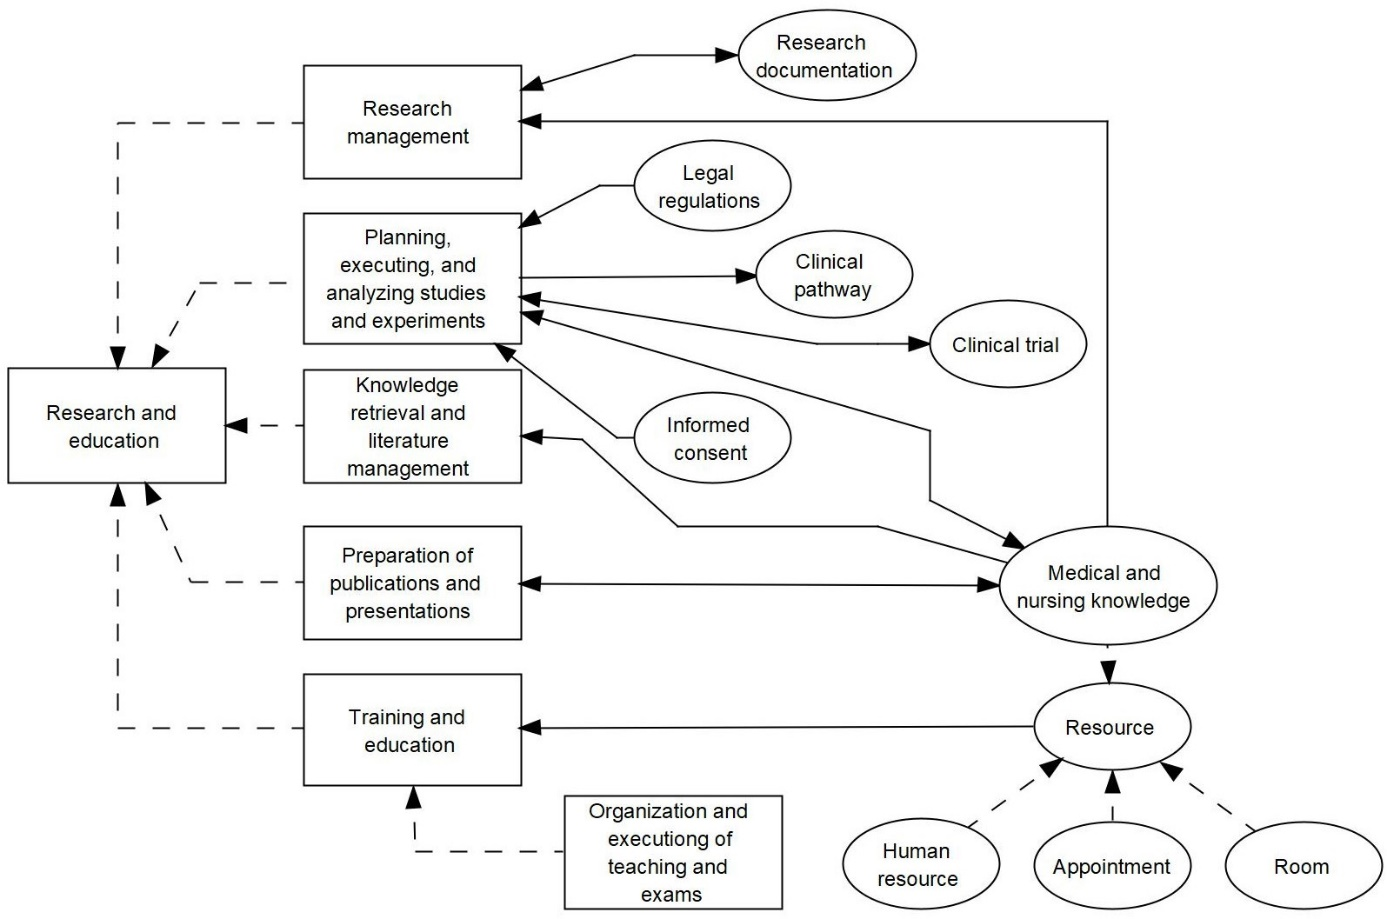 Research
documentation
Research
management
Legal
regulations
Planning,
executing, and
analyzing studies
and experiments
Clinical
pathway
Clinical trial
Research and
education
Knowledge
retrieval and
literature
management
Informed
consent
Preparation of
publications and
presentations
Medical and
nursing knowledge
Training and
education
Resource
Organization and
executiong of
teaching and
exams
Human
resource
Appointment
Room